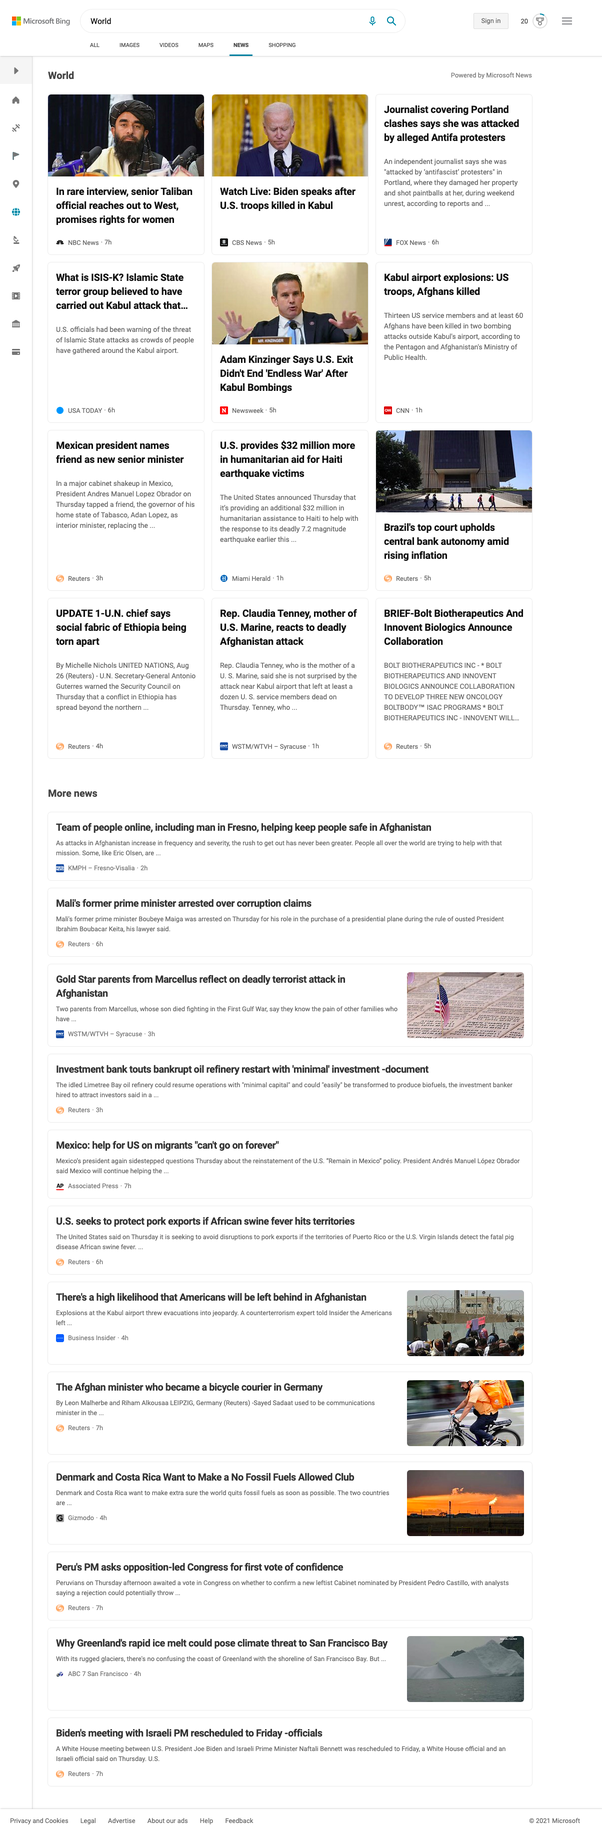 Microsoft Bing
World
Sign in
20
ALL
IMAGES
VIDEOS
MAPS
NEWS
SHOPPING
World
Powered by Microsoft News
In rare interview, senior Taliban
official reaches out to West,
promises rights for women
NBC News · 7h
Watch Live: Biden speaks after
U.S. troops killed in Kabul
CBS News · 5h
Journalist covering Portland
clashes says she was attacked
by alleged Antifa protesters
An independent journalist says she was
"attacked by 'antifascist' protesters" in
Portland, where they damaged her property
and shot paintballs at her, during weekend
unrest, according to reports and ...
FOX News · 6h
What is ISIS-K? Islamic State
terror group believed to have
carried out Kabul attack that…
U.S. officials had been warning of the threat
of Islamic State attacks as crowds of people
have gathered around the Kabul airport.
USA TODAY · 6h
MR. KINZINGER
Adam Kinzinger Says U.S. Exit
Didn't End 'Endless War' After
Kabul Bombings
Newsweek · 5h
Kabul airport explosions: US
troops, Afghans killed
Thirteen US service members and at least 60
Afghans have been killed in two bombing
attacks outside Kabul's airport, according to
the Pentagon and Afghanistan's Ministry of
Public Health.
CNN · 1h
Mexican president names
friend as new senior minister
In a major cabinet shakeup in Mexico,
President Andres Manuel Lopez Obrador on
Thursday tapped a friend, the governor of his
home state of Tabasco, Adan Lopez, as
interior minister, replacing the ...
Reuters · 3h
U.S. provides $32 million more
in humanitarian aid for Haiti
earthquake victims
The United States announced Thursday that
it's providing an additional $32 million in
humanitarian assistance to Haiti to help with
the response to its deadly 7.2 magnitude
earthquake earlier this ...
Miami Herald · 1h
Brazil's top court upholds
central bank autonomy amid
rising inflation
Reuters · 5h
UPDATE 1-U.N. chief says
social fabric of Ethiopia being
torn apart
By Michelle Nichols UNITED NATIONS, Aug
26 (Reuters) - U.N. Secretary-General Antonio
Guterres warned the Security Council on
Thursday that a conflict in Ethiopia has
spread beyond the northern ...
Reuters · 4h
Rep. Claudia Tenney, mother of
U.S. Marine, reacts to deadly
Afghanistan attack
Rep. Claudia Tenney, who is the mother of a
U. S. Marine, said she is not surprised by the
attack near Kabul airport that left at least a
dozen U. S. service members dead on
Thursday. Tenney, who ...
WSTM/WTVH – Syracuse · 1h
BRIEF-Bolt Biotherapeutics And
Innovent Biologics Announce
Collaboration
BOLT BIOTHERAPEUTICS INC - * BOLT
BIOTHERAPEUTICS AND INNOVENT
BIOLOGICS ANNOUNCE COLLABORATION
TO DEVELOP THREE NEW ONCOLOGY
BOLTBODY™ ISAC PROGRAMS * BOLT
BIOTHERAPEUTICS INC - INNOVENT WILL…
Reuters · 5h
More news
Team of people online, including man in Fresno, helping keep people safe in Afghanistan
As attacks in Afghanistan increase in frequency and severity, the rush to get out has never been greater. People all over the world are trying to help with that
mission. Some, like Eric Olsen, are ...
KMPH – Fresno-Visalia · 2h
Mali's former prime minister arrested over corruption claims
Mali's former prime minister Boubeye Maiga was arrested on Thursday for his role in the purchase of a presidential plane during the rule of ousted President
Ibrahim Boubacar Keita, his lawyer said.
Reuters · 6h
Gold Star parents from Marcellus reflect on deadly terrorist attack in
Afghanistan
Two parents from Marcellus, whose son died fighting in the First Gulf War, say they know the pain of other families who
have ...
WSTM/WTVH – Syracuse · 3h
Investment bank touts bankrupt oil refinery restart with 'minimal' investment -document
The idled Limetree Bay oil refinery could resume operations with "minimal capital" and could "easily" be transformed to produce biofuels, the investment banker
hired to attract investors said in a ...
Reuters · 3h
Mexico: help for US on migrants "can't go on forever"
Mexico's president again sidestepped questions Thursday about the reinstatement of the U.S. "Remain in Mexico" policy. President Andrés Manuel López Obrador
said Mexico will continue helping the ...
AP Associated Press · 7h
U.S. seeks to protect pork exports if African swine fever hits territories
The United States said on Thursday it is seeking to avoid disruptions to pork exports if the territories of Puerto Rico or the U.S. Virgin Islands detect the fatal pig
disease African swine fever. ...
Reuters · 6h
There's a high likelihood that Americans will be left behind in Afghanistan
Explosions at the Kabul airport threw evacuations into jeopardy. A counterterrorism expert told Insider the Americans
left ...
Business Insider · 4h
The Afghan minister who became a bicycle courier in Germany
By Leon Malherbe and Riham Alkousaa LEIPZIG, Germany (Reuters) -Sayed Sadaat used to be communications
minister in the ...
Reuters · 7h
Denmark and Costa Rica Want to Make a No Fossil Fuels Allowed Club
Denmark and Costa Rica want to make extra sure the world quits fossil fuels as soon as possible. The two countries
are ...
Gizmodo · 4h
Peru's PM asks opposition-led Congress for first vote of confidence
Peruvians on Thursday afternoon awaited a vote in Congress on whether to confirm a new leftist Cabinet nominated by President Pedro Castillo, with analysts
saying a rejection could potentially throw ...
Reuters · 7h
Why Greenland's rapid ice melt could pose climate threat to San Francisco Bay
With its rugged glaciers, there's no confusing the coast of Greenland with the shoreline of San Francisco Bay. But ...
ABC 7 San Francisco · 4h
Biden's meeting with Israeli PM rescheduled to Friday -officials
A White House meeting between U.S. President Joe Biden and Israeli Prime Minister Naftali Bennett was rescheduled to Friday, a White House official and an
Israeli official said on Thursday. U.S.
Reuters · 7h
Privacy and Cookies
Legal
Advertise
About our ads
Help
Feedback
© 2021 Microsoft